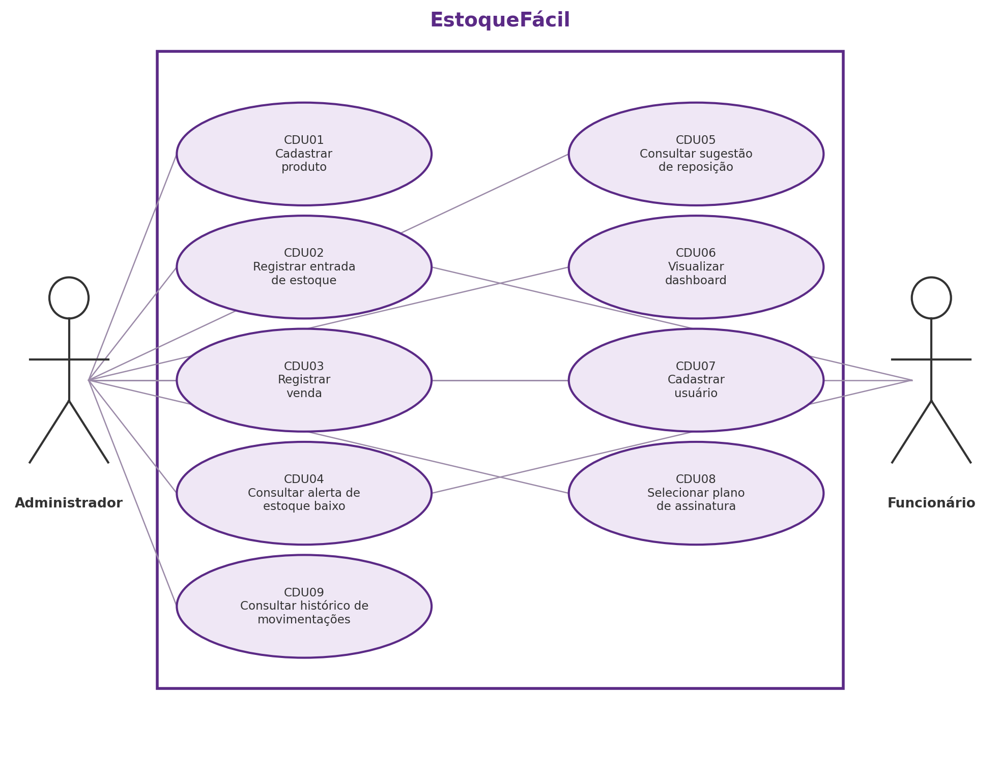 EstoqueFácil
CDU01
Cadastrar
produto
CDU02
Registrar entrada
de estoque
CDU03
Registrar
venda
CDU04
Consultar alerta de
estoque baixo
CDU09
Consultar histórico de
movimentações
CDU05
Consultar sugestão
de reposição
CDU06
Visualizar
dashboard
CDU07
Cadastrar
usuário
CDU08
Selecionar plano
de assinatura
Administrador
Funcionário